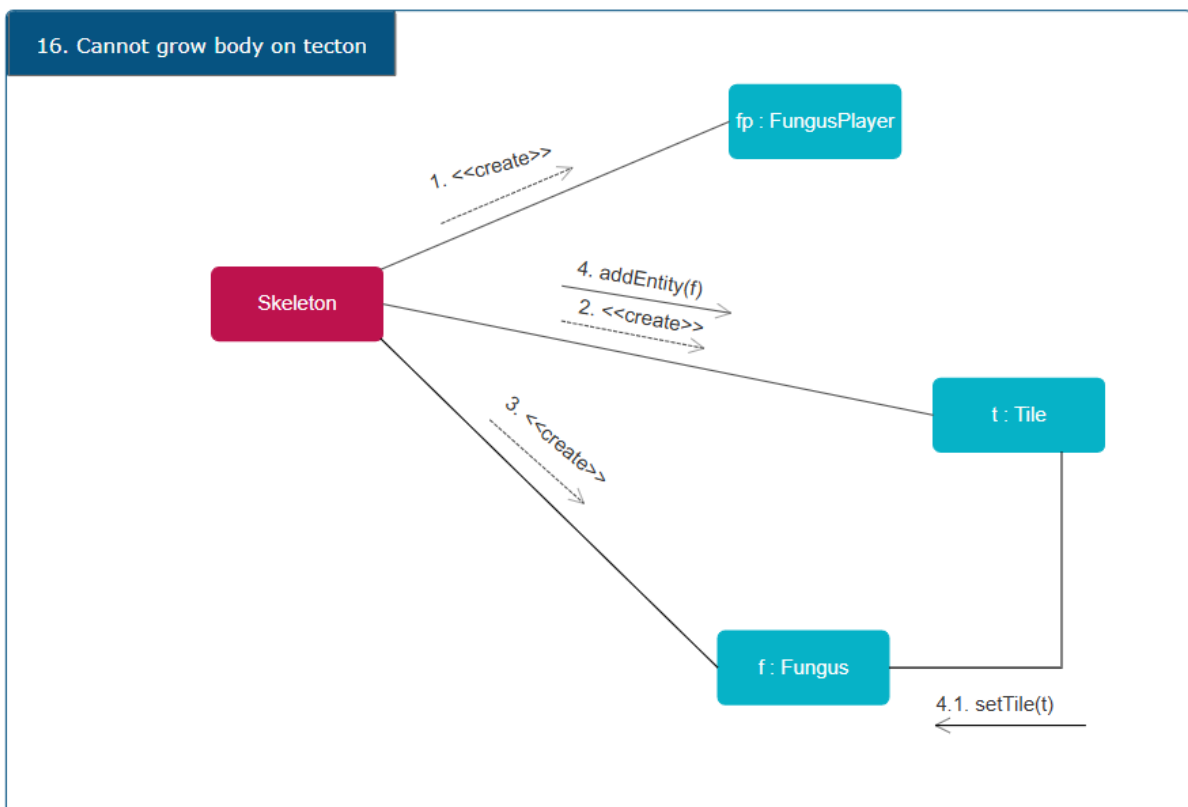 16. Cannot grow body on tecton
fp : FungusPlayer
1. <<create>>
Skeleton
4. addEntity(f)
2. <<create>>
t : Tile
3. <<create>>
f : Fungus
4.1. setTile(t)